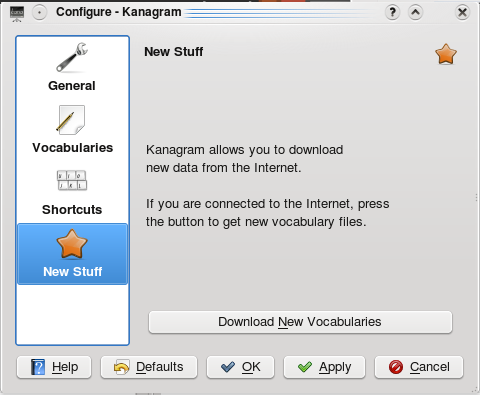 Configure - Kanagram
General
Vocabularies
Shortcuts
New Stuff
New Stuff
Kanagram allows you to download
new data from the Internet.
If you are connected to the Internet, press
the button to get new vocabulary files.
Download New Vocabularies
Help
Defaults
OK
Apply
Cancel